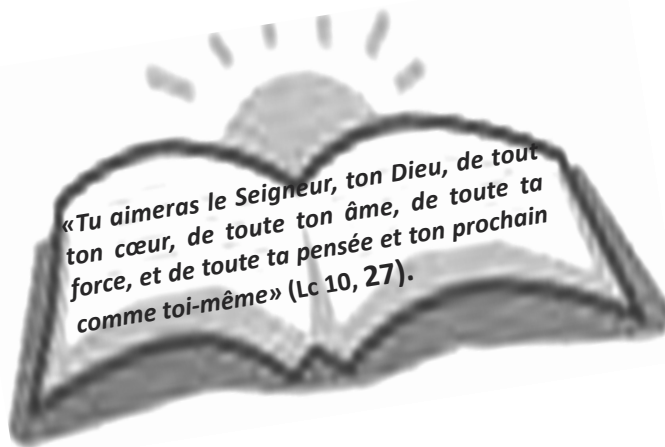 «Tu aimeras le Seigneur, ton Dieu, de tout
ton cœur, de toute ton âme, de toute ta
force, et de toute ta pensée et ton prochain
comme toi-même» (Lc 10, 27).